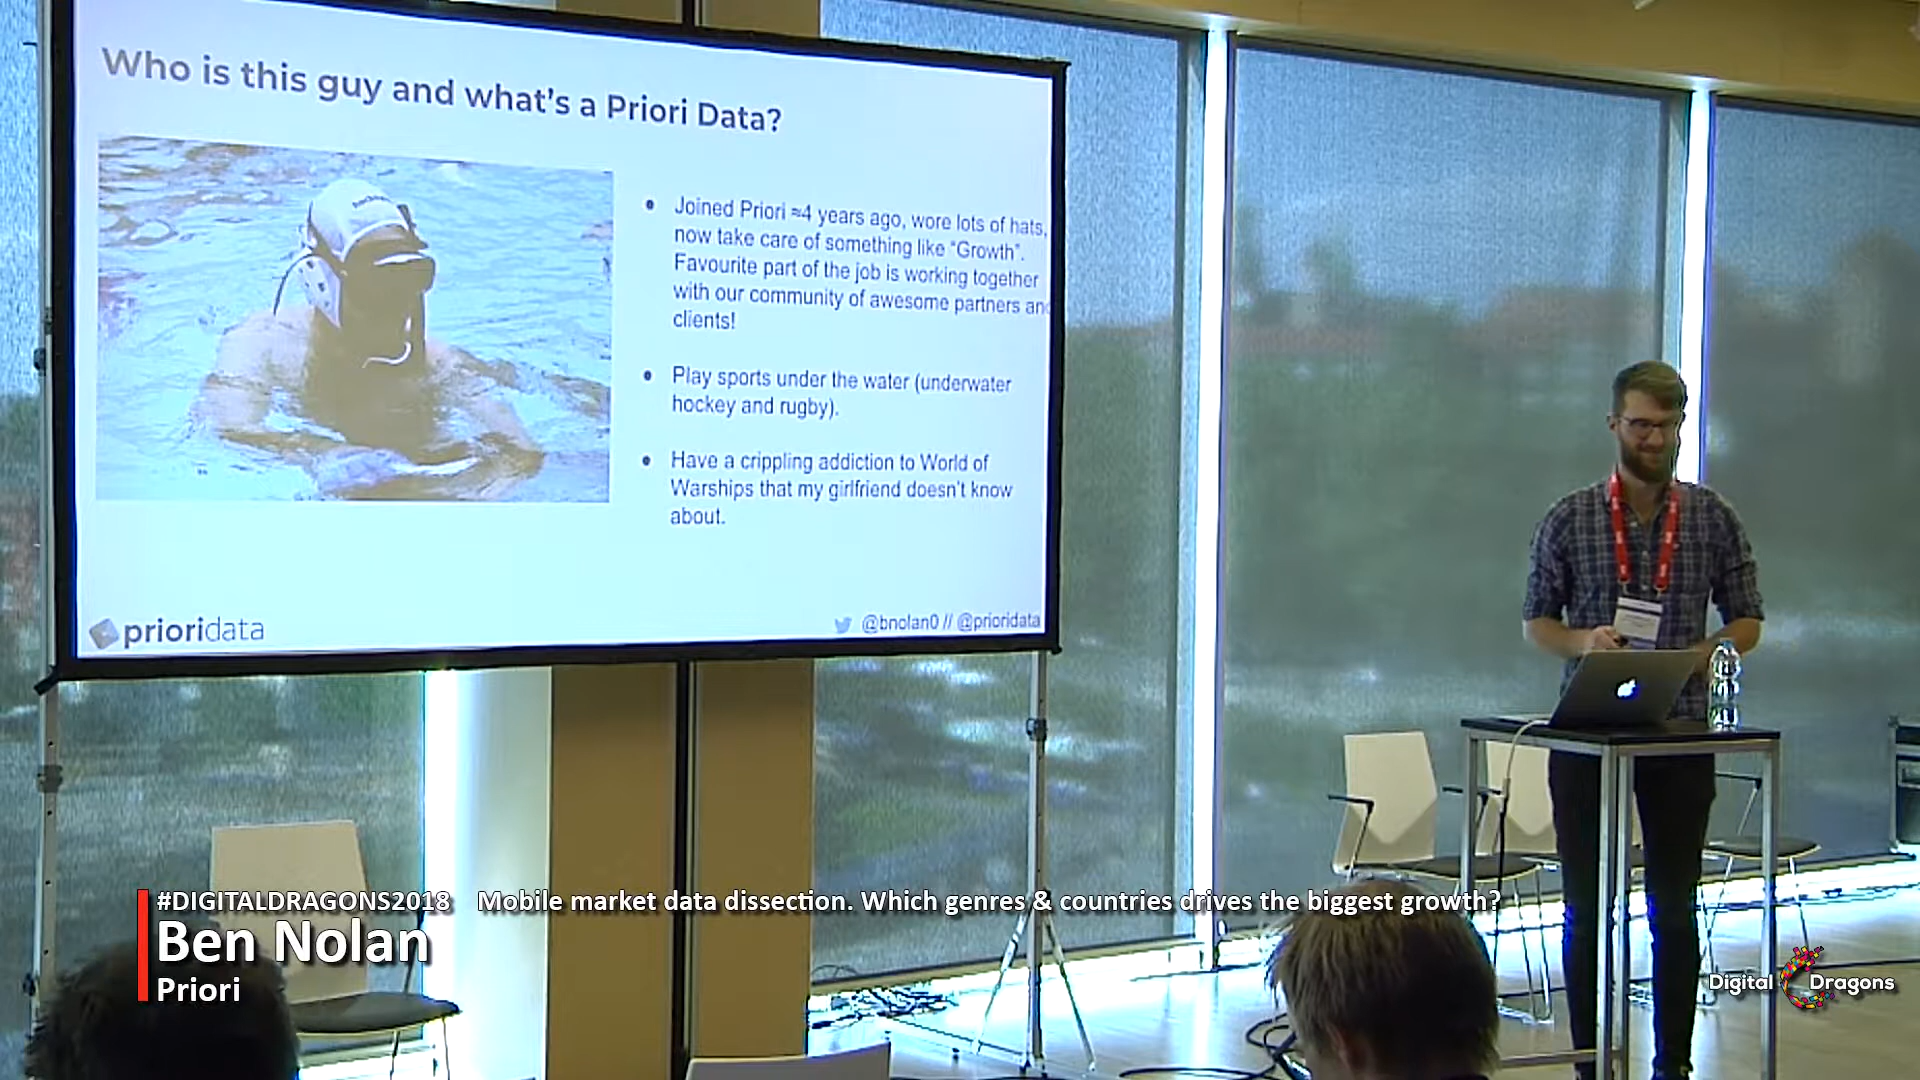 Who is this guy and what's a Priori Data?
• Joined Priori ≈4 years ago, wore lots of hats,
now take care of something like “Growth”.
Favourite part of the job is working together
with our community of awesome partners and
clients!
• Play sports under the water (underwater
hockey and rugby).
• Have a crippling addiction to World of
Warships that my girlfriend doesn't know
about.
prioridata
@bnolan0 // @prioridata
#DIGITALDRAGONS2018 Mobile market data dissection. Which genres & countries drives the biggest growth?
Ben Nolan
Priori
Digital Dragons